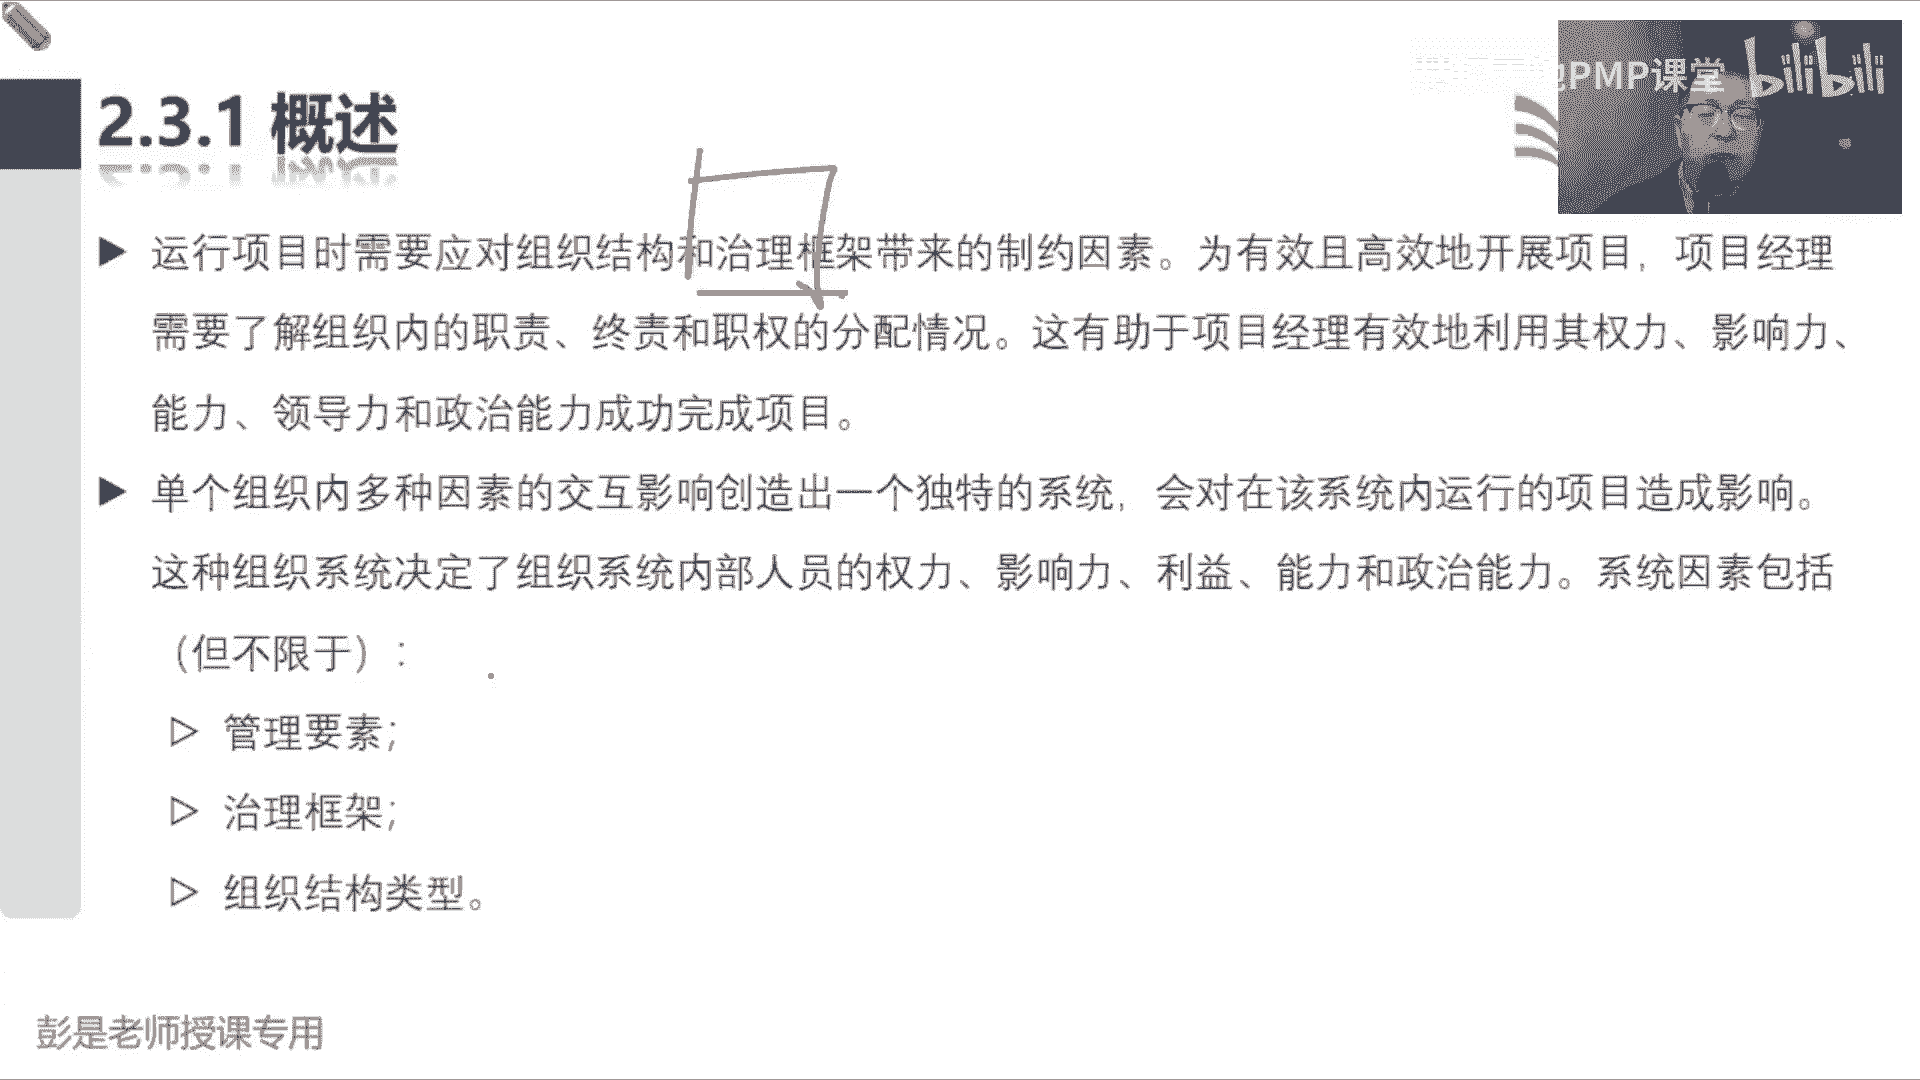 PMP课堂 bilibili
2.3.1 概述
运行项目时需要应对组织结构和治理框架带来的制约因素。为有效且高效地开展项目，项目经理
需要了解组织内的职责、终责和职权的分配情况。这有助于项目经理有效地利用其权力、影响力、
能力、领导力和政治能力成功完成项目。
单个组织内多种因素的交互影响创造出一个独特的系统，会对在该系统内运行的项目造成影响。
这种组织系统决定了组织系统内部人员的权力、影响力、利益、能力和政治能力。系统因素包括
（但不限于）：
管理要素；
治理框架；
组织结构类型。
彭是老师授课专用